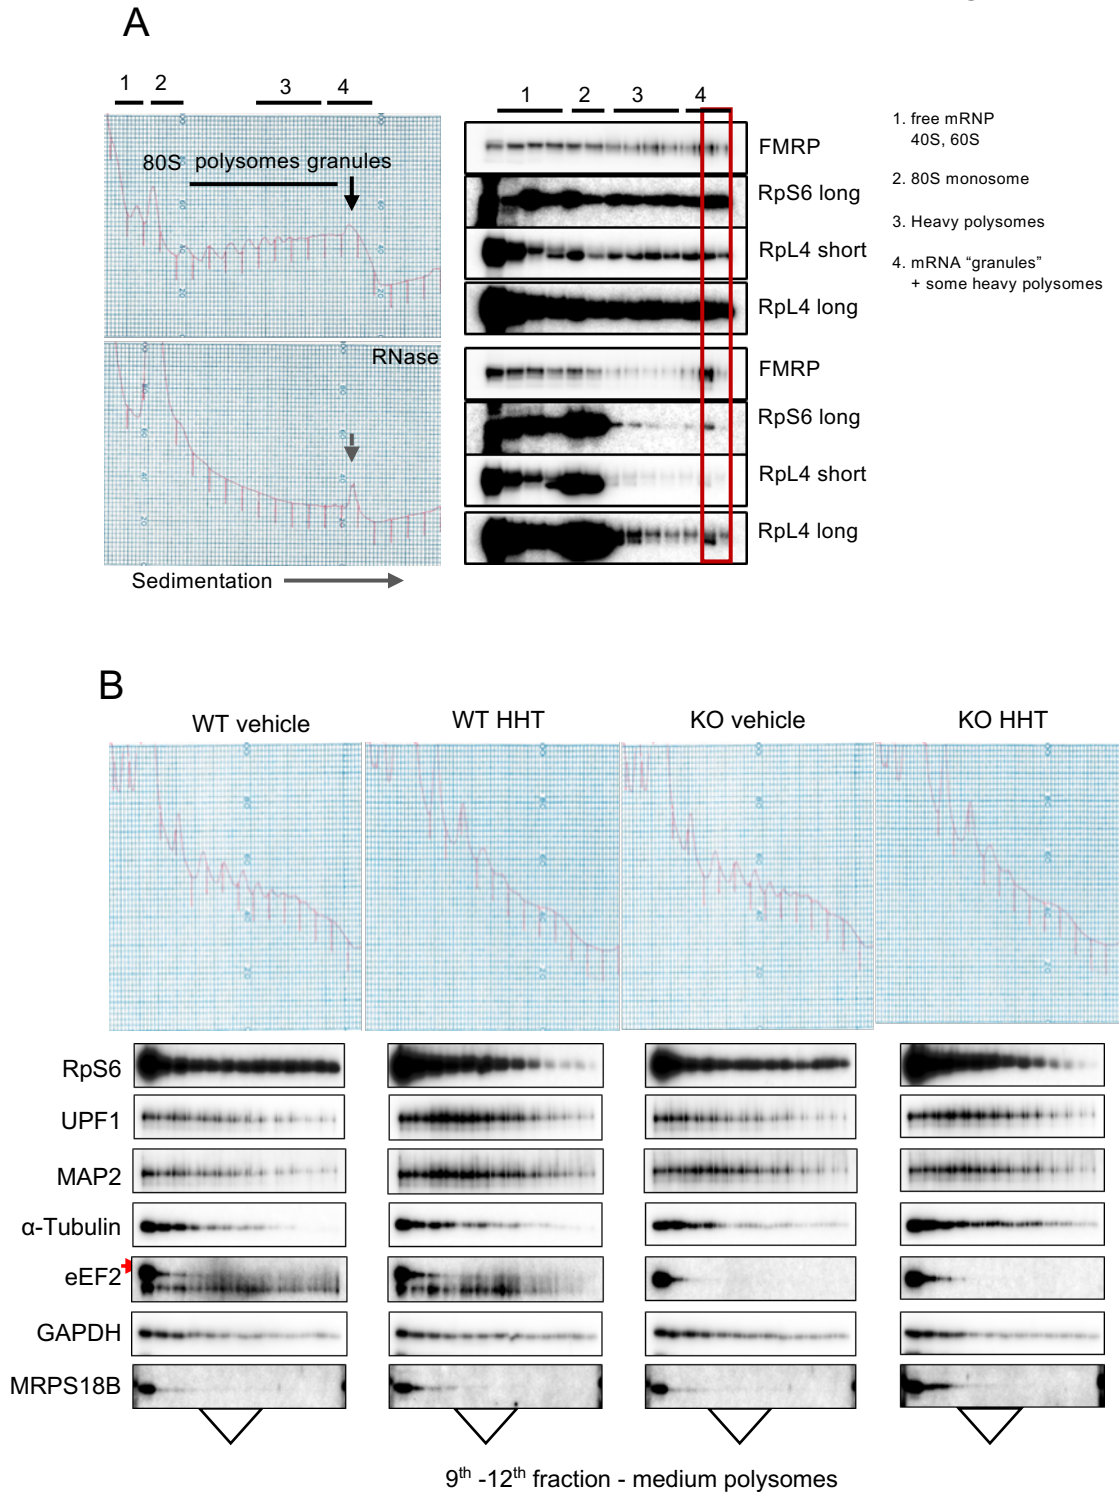 A
1 2 3 4
80S polysomes granules
RNase
Sedimentation
1 2 3 4
FMRP
RpS6 long
RpL4 short
RpL4 long
FMRP
RpS6 long
RpL4 short
RpL4 long
1. free mRNP
40S, 60S
2. 80S monosome
3. Heavy polysomes
4. mRNA “granules”
+ some heavy polysomes
B
WT vehicle
WT HHT
KO vehicle
KO HHT
RpS6
UPF1
MAP2
α-Tubulin
eEF2
GAPDH
MRPS18B
9th -12th fraction - medium polysomes